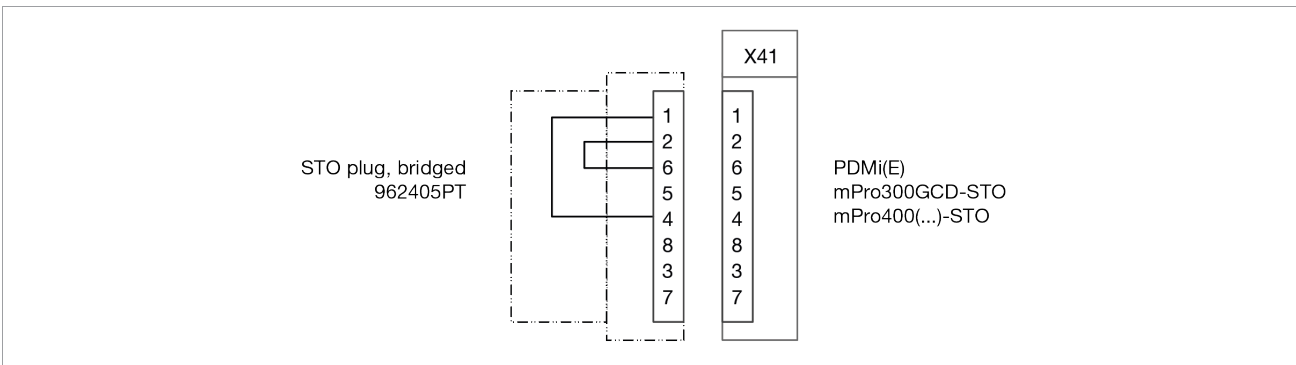 X41
STO plug, bridged
962405PT
1
2
6
5
4
8
3
7
1
2
6
5
4
8
3
7
PDMi(E)
mPro300GCD-STO
mPro400(...)-STO